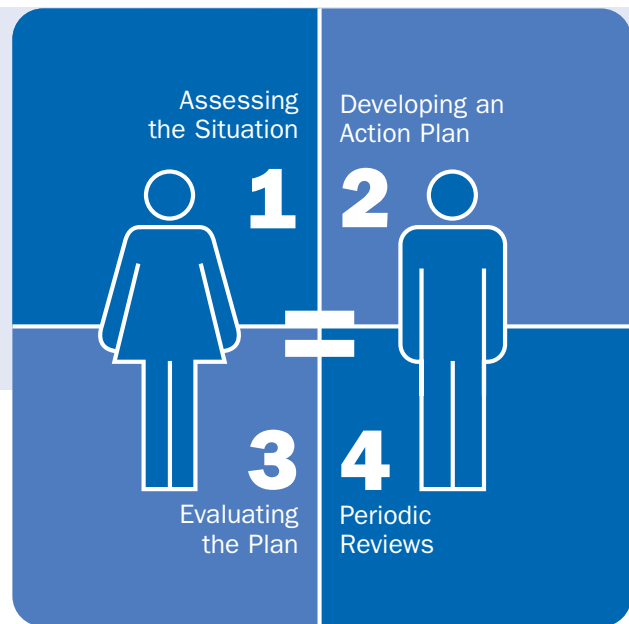 Assessing
the Situation
1
Developing an
Action Plan
2
=
3
Evaluating
the Plan
4
Periodic
Reviews